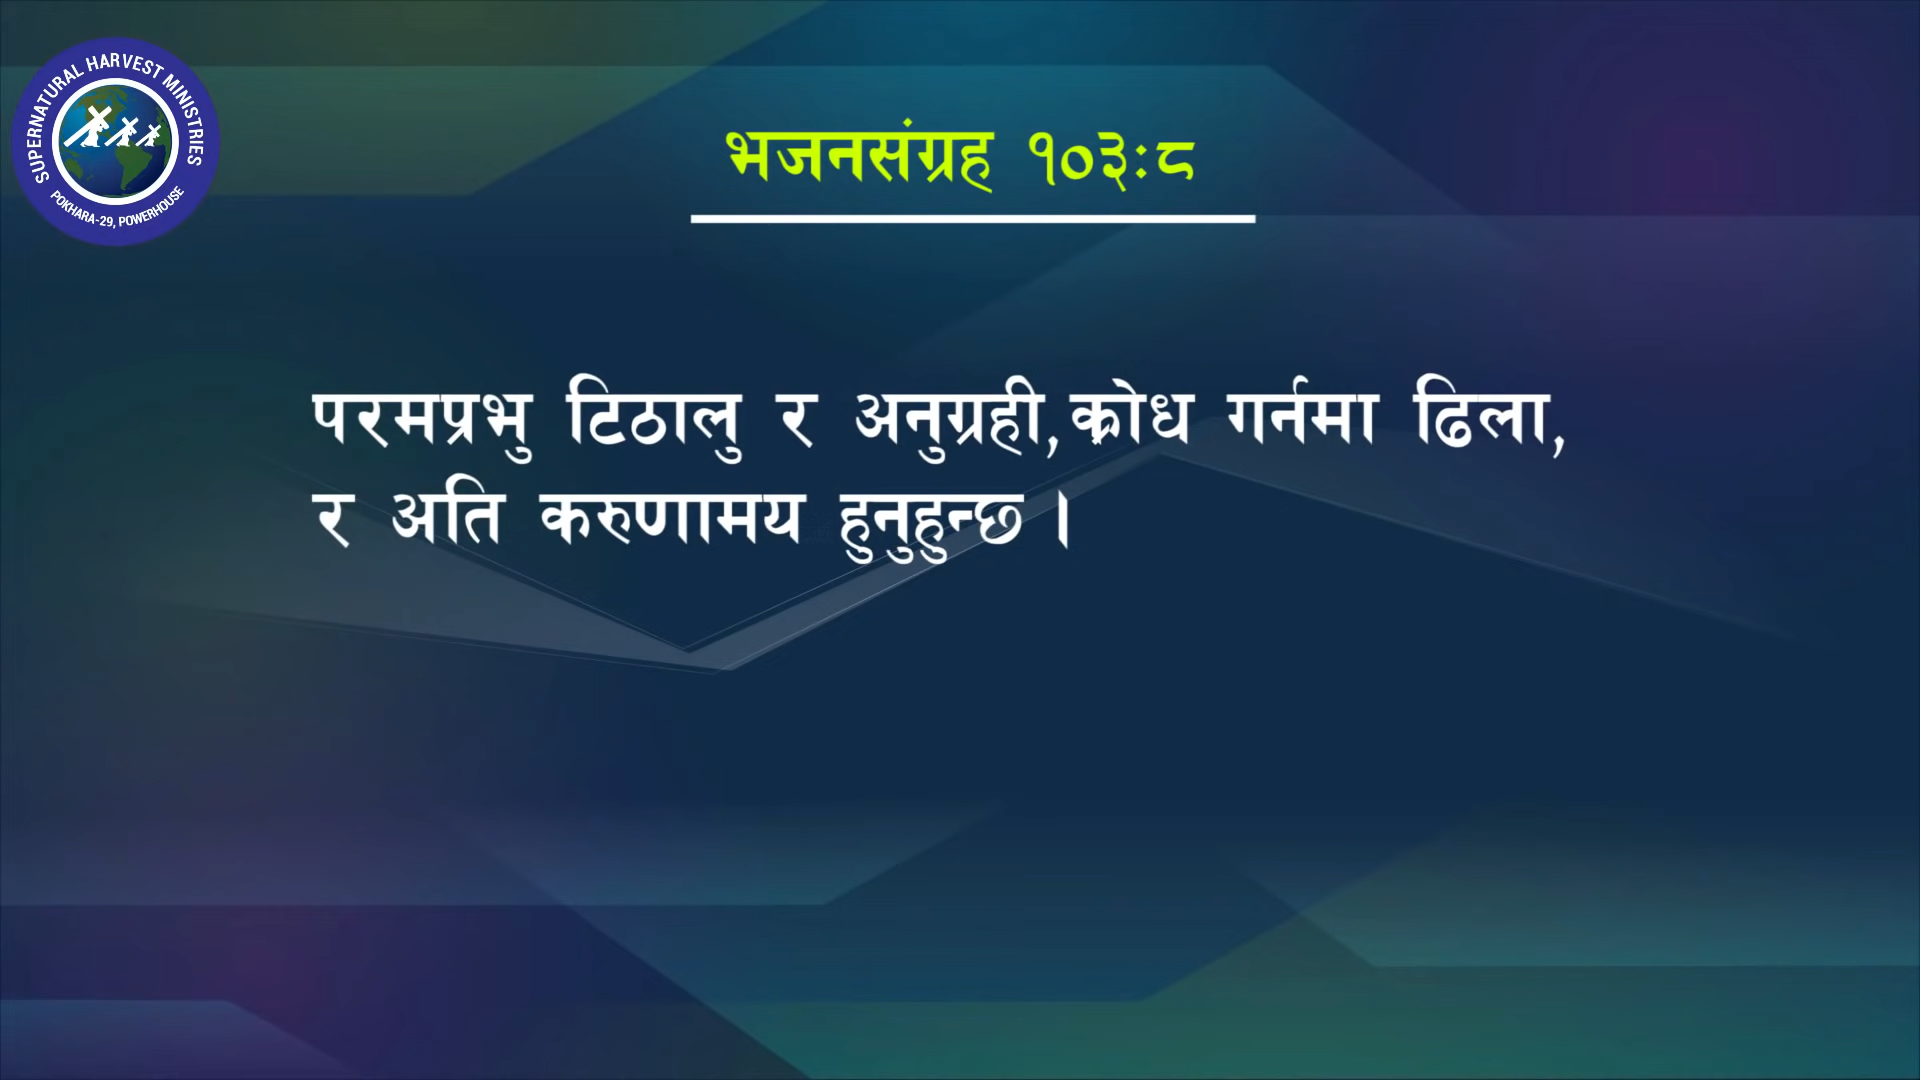 SUPERNATURAL HARVEST MINISTRIES
POKHARA-29, POWERHOUSE
भजनसंग्रह १०३:८
परमप्रभु टिठालु र अनुग्रही,क्रोध गर्नमा ढिला,
र अति करुणामय हुनुहुन्छ ।